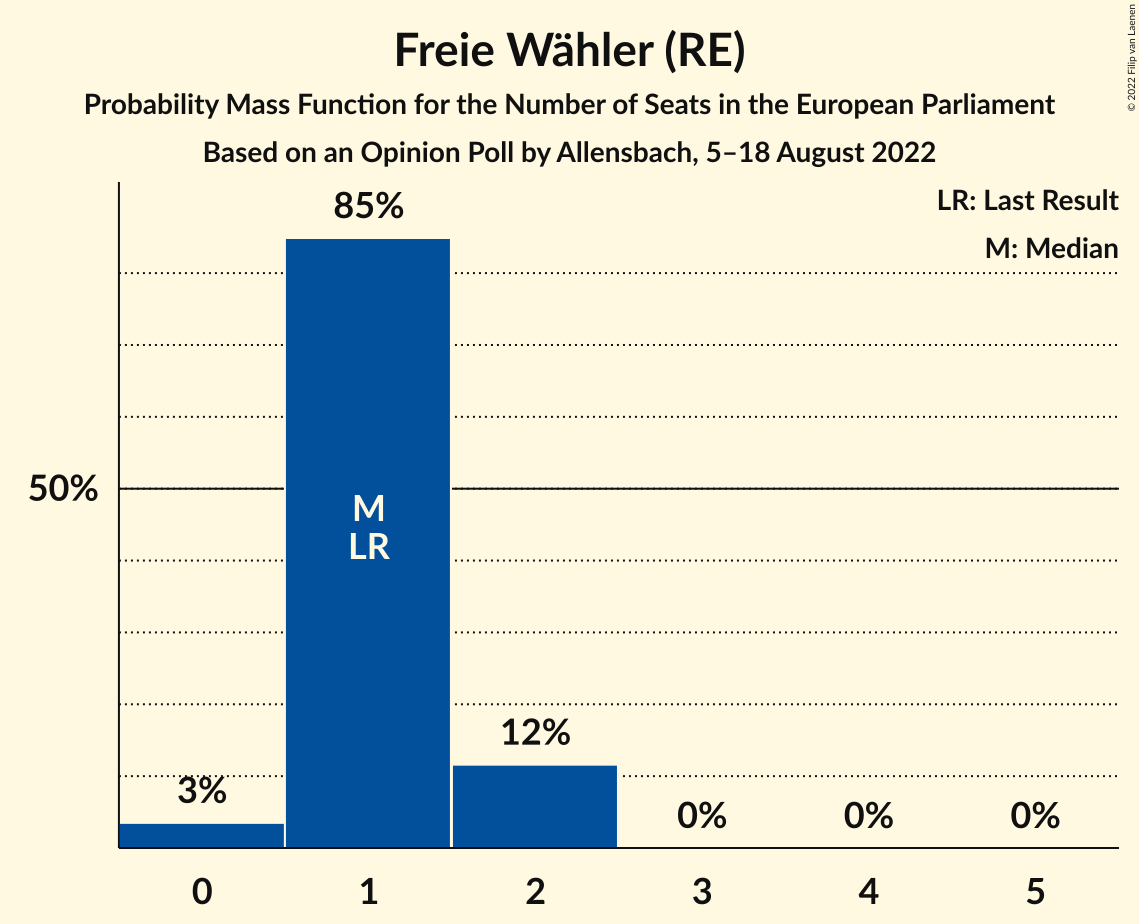 Freie Wähler (RE)
Probability Mass Function for the Number of Seats in the European Parliament
Based on an Opinion Poll by Allensbach, 5–18 August 2022
© 2022 Filip van Laenen
LR: Last Result
M: Median
85%
50%
M
LR
12%
3%
0%
0%
0%
0
1
2
3
4
5